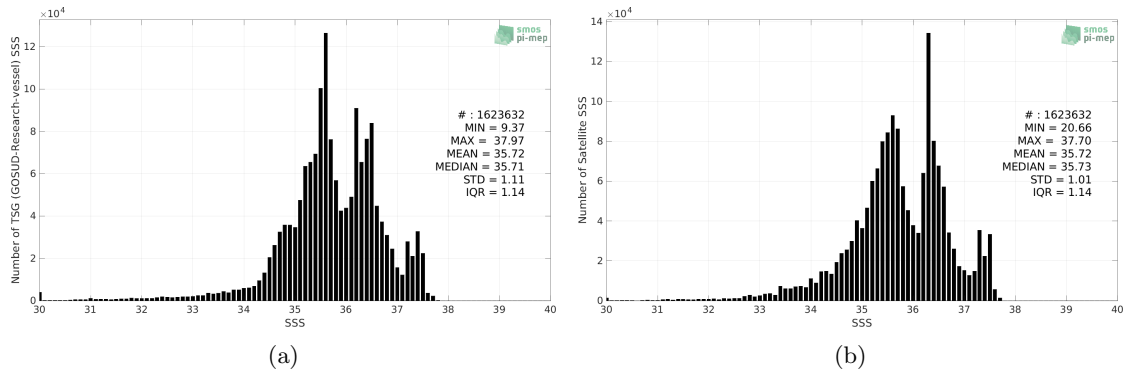 ×10⁴
12
10
8
6
4
2
0
30 31 32 33 34 35 36 37 38 39 40
SSS
Number of TSG (GOSUD-Research-vessel) SSS
smos
pi-mep
# : 1623632
MIN = 9.37
MAX = 37.97
MEAN = 35.72
MEDIAN = 35.71
STD = 1.11
IQR = 1.14
(a)
×10⁴
14
12
10
8
6
4
2
0
30 31 32 33 34 35 36 37 38 39 40
SSS
Number of Satellite SSS
smos
pi-mep
# : 1623632
MIN = 20.66
MAX = 37.70
MEAN = 35.72
MEDIAN = 35.73
STD = 1.01
IQR = 1.14
(b)